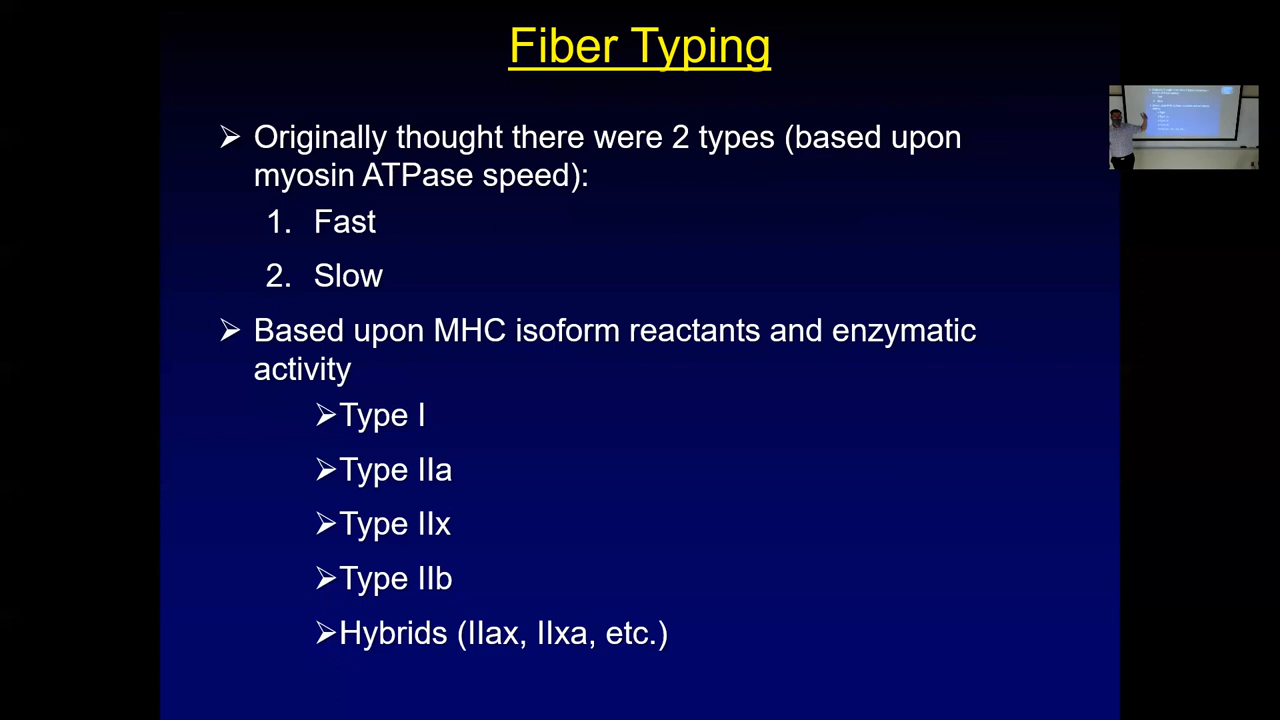 Fiber Typing
➢ Originally thought there were 2 types (based upon
myosin ATPase speed):
1. Fast
2. Slow
➢ Based upon MHC isoform reactants and enzymatic
activity
➢Type I
➢Type IIa
➢Type IIx
➢Type IIb
➢Hybrids (IIax, IIxa, etc.)